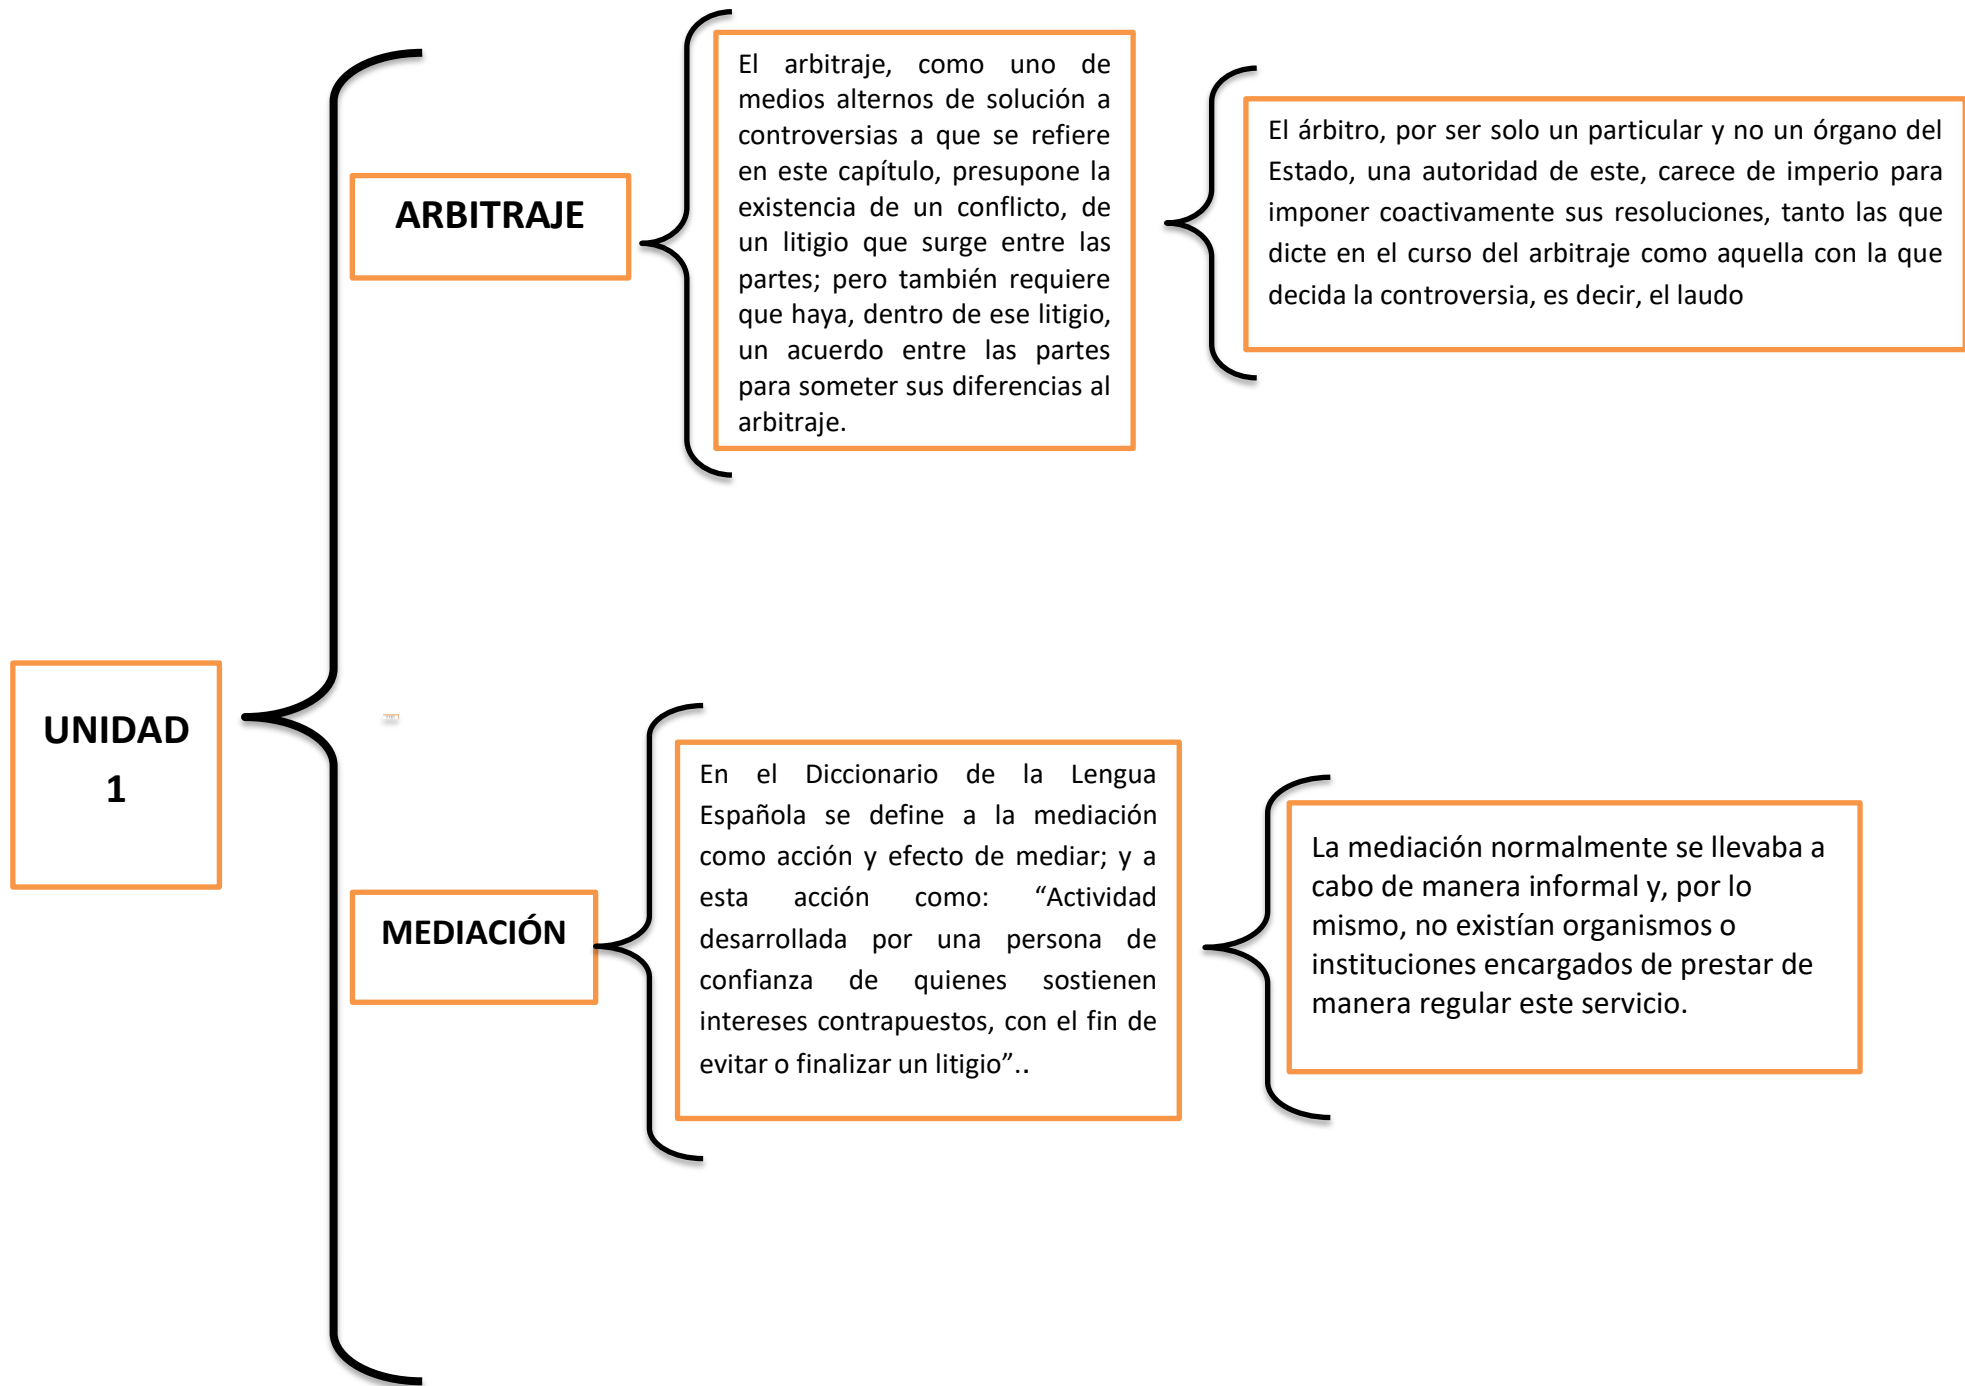 UNIDAD
1
ARBITRAJE
El arbitraje, como uno de
medios alternos de solución a
controversias a que se refiere
en este capítulo, presupone la
existencia de un conflicto, de
un litigio que surge entre las
partes; pero también requiere
que haya, dentro de ese litigio,
un acuerdo entre las partes
para someter sus diferencias al
arbitraje.
El árbitro, por ser solo un particular y no un órgano del
Estado, una autoridad de este, carece de imperio para
imponer coactivamente sus resoluciones, tanto las que
dicte en el curso del arbitraje como aquella con la que
decida la controversia, es decir, el laudo
MEDIACIÓN
En el Diccionario de la Lengua
Española se define a la mediación
como acción y efecto de mediar; y a
esta acción como: “Actividad
desarrollada por una persona de
confianza de quienes sostienen
intereses contrapuestos, con el fin de
evitar o finalizar un litigio”..
La mediación normalmente se llevaba a
cabo de manera informal y, por lo
mismo, no existían organismos o
instituciones encargados de prestar de
manera regular este servicio.